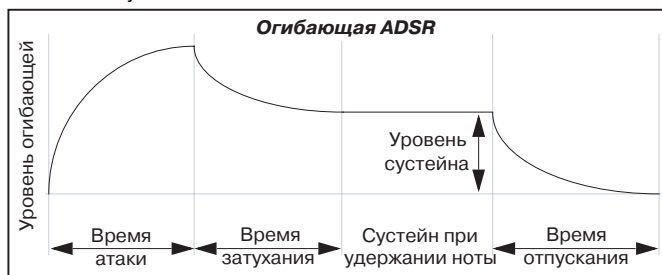 Огибающая ADSR
Уровень огибающей
Уровень
сустейна
Время
атаки
Время
затухания
Сустейн при
удержании ноты
Время
отпускания